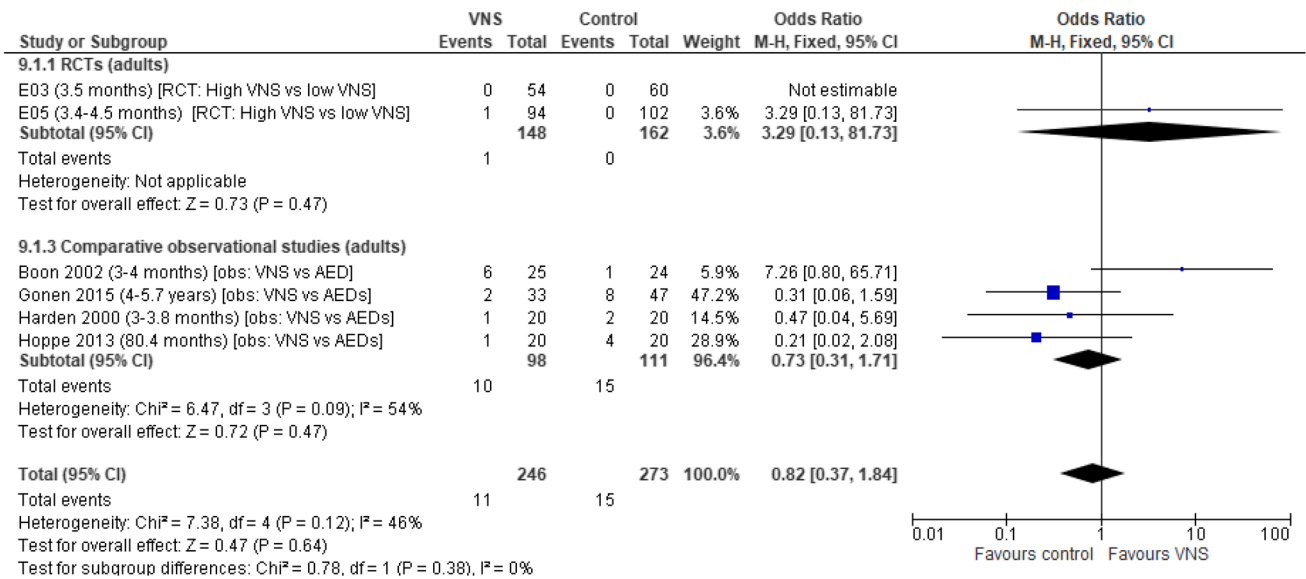 VNS Control Odds Ratio Odds Ratio
Study or Subgroup Events Total Events Total Weight M-H, Fixed, 95% CI M-H, Fixed, 95% CI
9.1.1 RCTs (adults)
E03 (3.5 months) [RCT: High VNS vs low VNS] 0 54 0 60 Not estimable
E05 (3.4-4.5 months) [RCT: High VNS vs low VNS] 1 94 0 102 3.6% 3.29 [0.13, 81.73]
Subtotal (95% CI) 148 162 3.6% 3.29 [0.13, 81.73]
Total events 1 0
Heterogeneity: Not applicable
Test for overall effect: Z = 0.73 (P = 0.47)
9.1.3 Comparative observational studies (adults)
Boon 2002 (3-4 months) [obs: VNS vs AED] 6 25 1 24 5.9% 7.26 [0.80, 65.71]
Gonen 2015 (4-5.7 years) [obs: VNS vs AEDs] 2 33 8 47 47.2% 0.31 [0.06, 1.59]
Harden 2000 (3-3.8 months) [obs: VNS vs AEDs] 1 20 2 20 14.5% 0.47 [0.04, 5.69]
Hoppe 2013 (80.4 months) [obs: VNS vs AEDs] 1 20 4 20 28.9% 0.21 [0.02, 2.08]
Subtotal (95% CI) 98 111 96.4% 0.73 [0.31, 1.71]
Total events 10 15
Heterogeneity: Chi² = 6.47, df = 3 (P = 0.09); I² = 54%
Test for overall effect: Z = 0.72 (P = 0.47)
Total (95% CI) 246 273 100.0% 0.82 [0.37, 1.84]
Total events 11 15
Heterogeneity: Chi² = 7.38, df = 4 (P = 0.12); I² = 46%
Test for overall effect: Z = 0.47 (P = 0.64)
Test for subgroup differences: Chi² = 0.78, df = 1 (P = 0.38), I² = 0%
0.01 0.1 1 10 100
Favours control Favours VNS